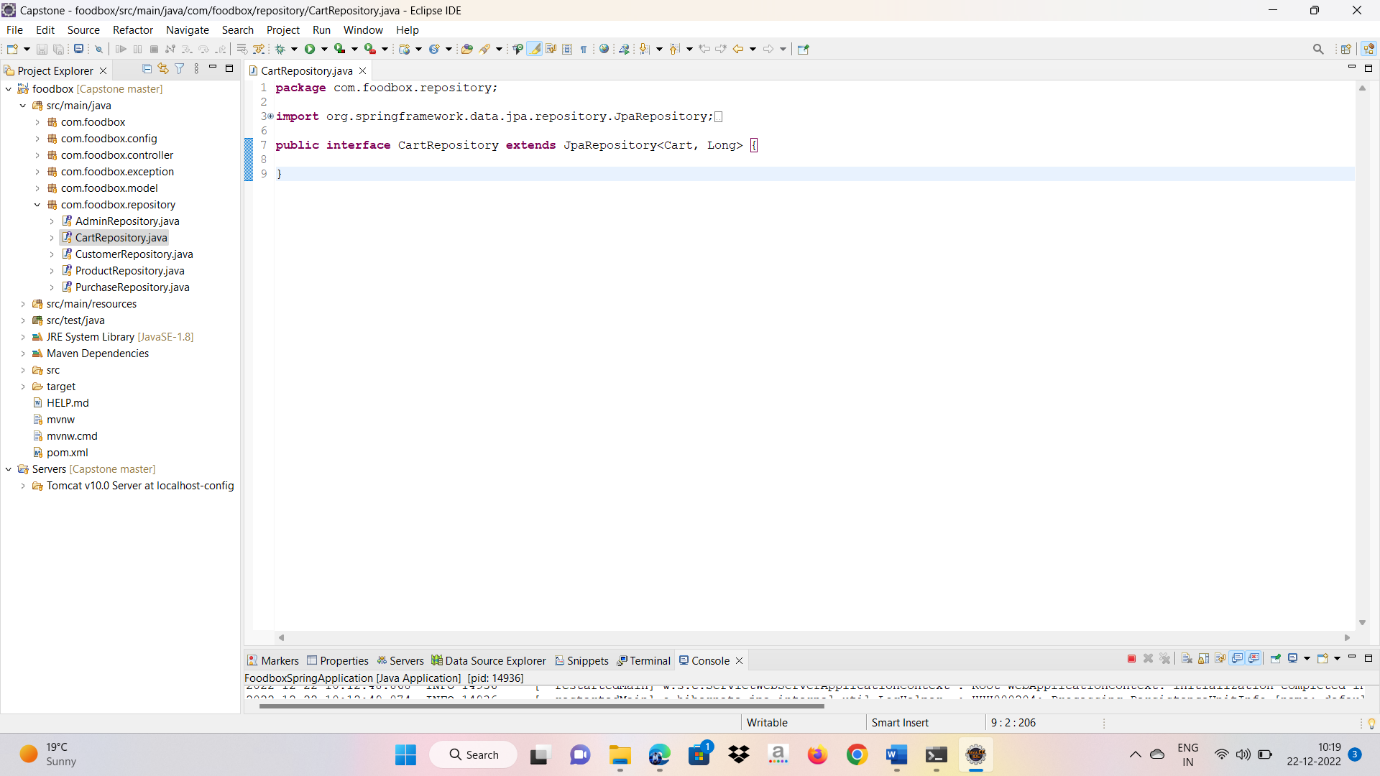 Capstone - foodbox/src/main/java/com/foodbox/repository/CartRepository.java - Eclipse IDE
File Edit Source Refactor Navigate Search Project Run Window Help
Project Explorer
foodbox [Capstone master]
src/main/java
com.foodbox
com.foodbox.config
com.foodbox.controller
com.foodbox.exception
com.foodbox.model
com.foodbox.repository
AdminRepository.java
CartRepository.java
CustomerRepository.java
ProductRepository.java
PurchaseRepository.java
src/main/resources
src/test/java
JRE System Library [JavaSE-1.8]
Maven Dependencies
src
target
HELP.md
mvnw
mvnw.cmd
pom.xml
Servers [Capstone master]
Tomcat v10.0 Server at localhost-config
CartRepository.java
1 package com.foodbox.repository;
2
3 import org.springframework.data.jpa.repository.JpaRepository;
6
7 public interface CartRepository extends JpaRepository<Cart, Long> {
8
9 }
Markers Properties Servers Data Source Explorer Snippets Terminal Console
FoodboxSpringApplication [Java Application] [pid: 14936]
Writable Smart Insert 9 : 2 : 206
19°C
Sunny
Search
1
a
ENG
IN
10:19
22-12-2022
3